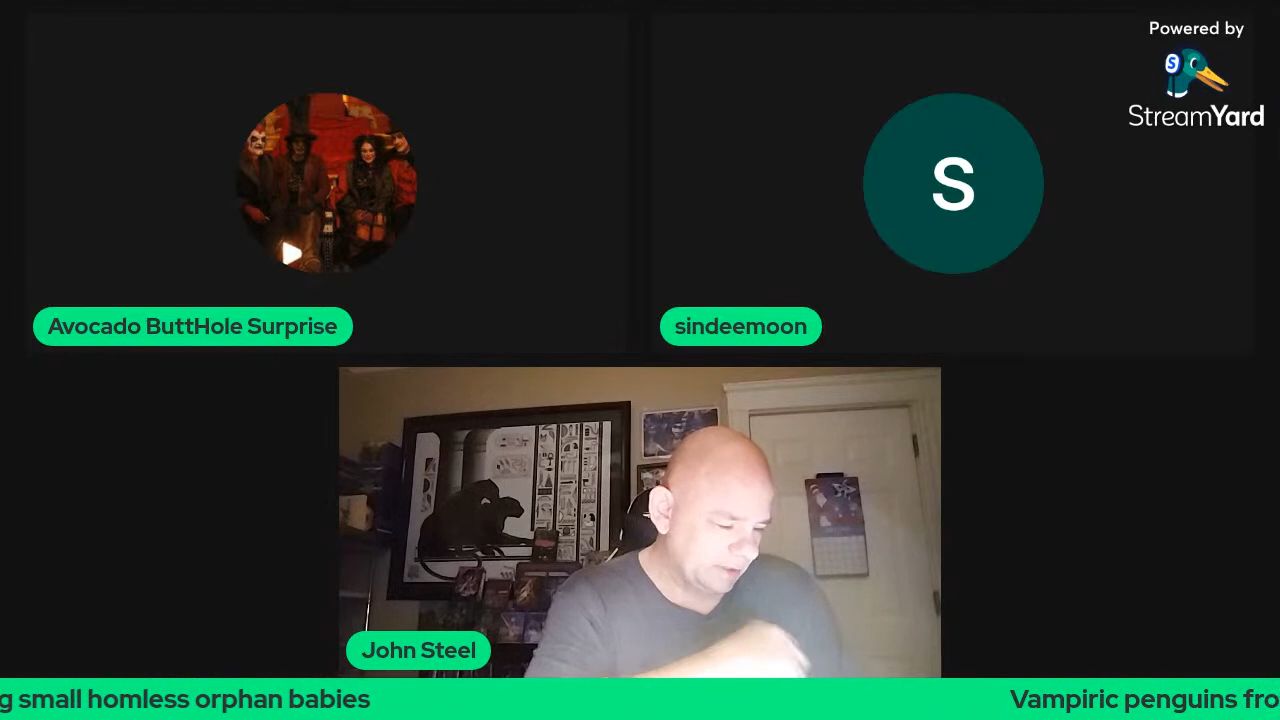 Powered by
S
StreamYard
S
Avocado ButtHole Surprise
sindeemoon
John Steel
g small homless orphan babies
Vampiric penguins fro